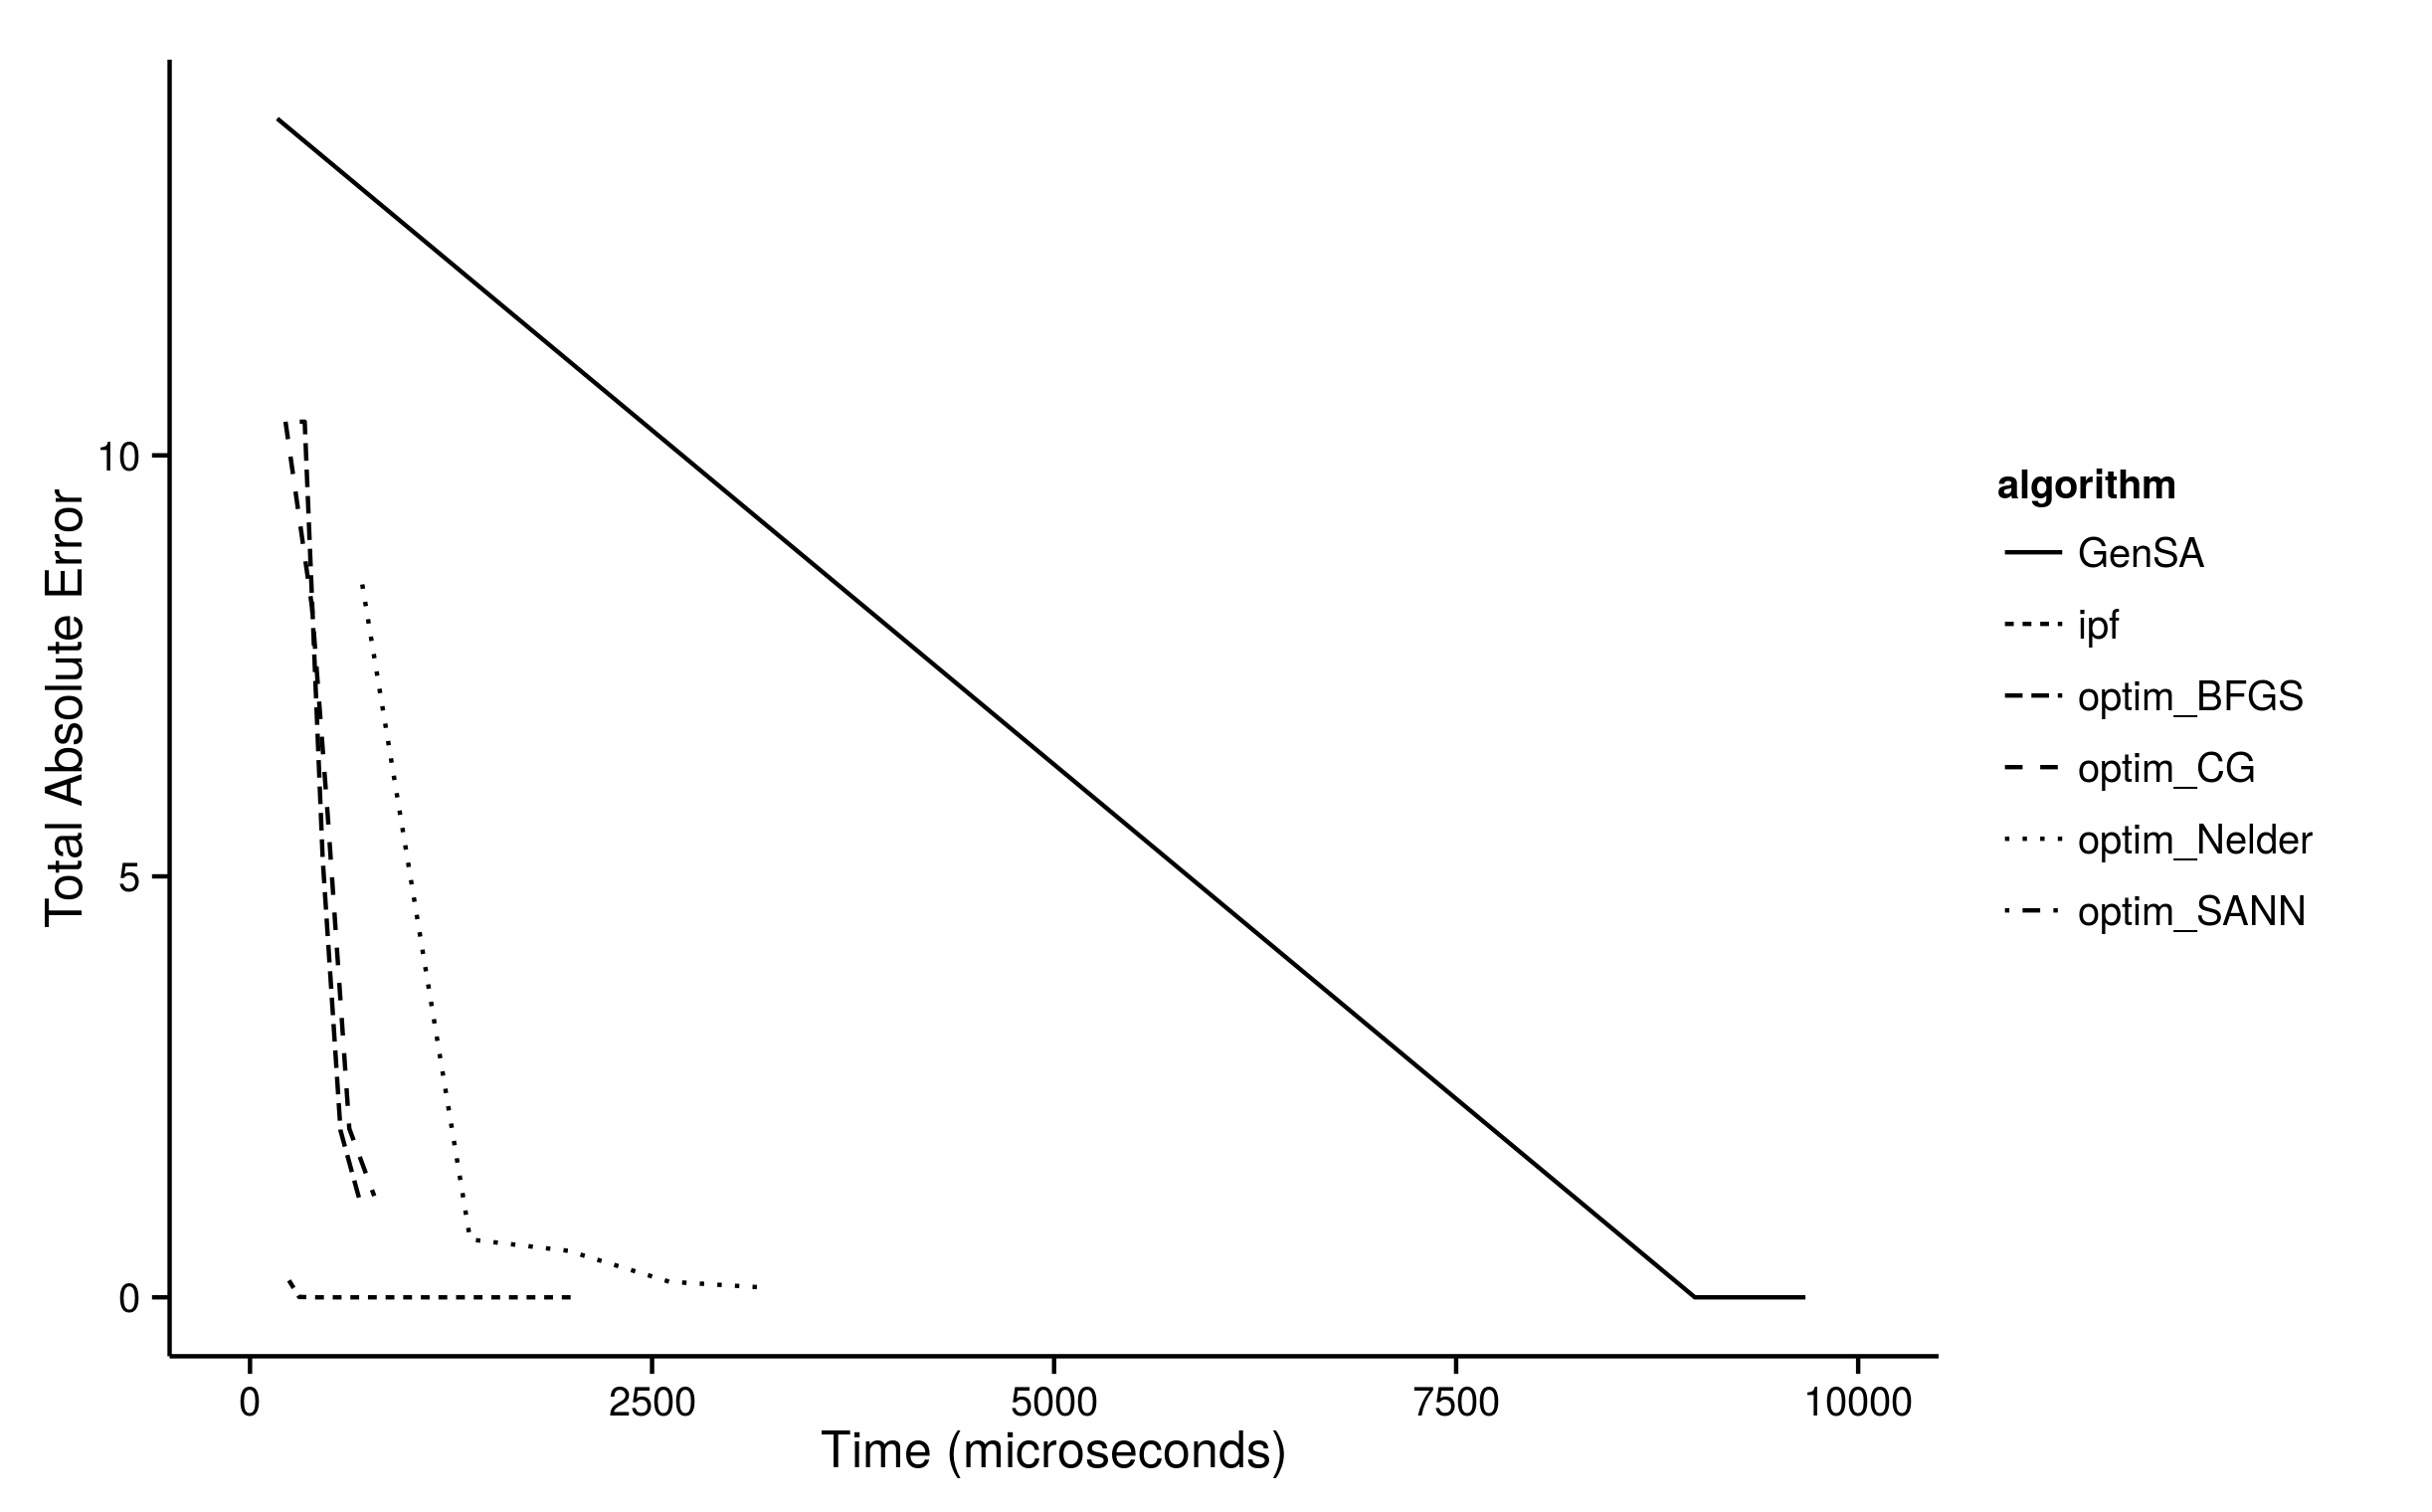 Total Absolute Error
10
5
0
0 2500 5000 7500 10000
Time (microseconds)
algorithm
GenSA
ipf
optim_BFGS
optim_CG
optim_Nelder
optim_SANN